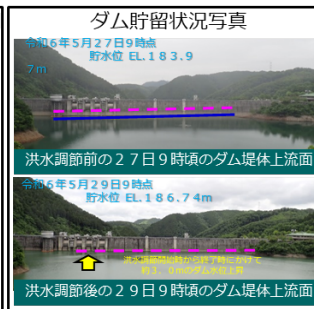 ダム貯留状況写真
令和6年5月27日9時点
貯水位 EL.183.9
7m
洪水調節前の27日9時頃のダム堤体上流面
令和6年5月29日9時点
貯水位 EL.186.74m
洪水調節開始時から終了時にかけて
約3.0mのダム水位上昇
洪水調節後の29日9時頃のダム堤体上流面